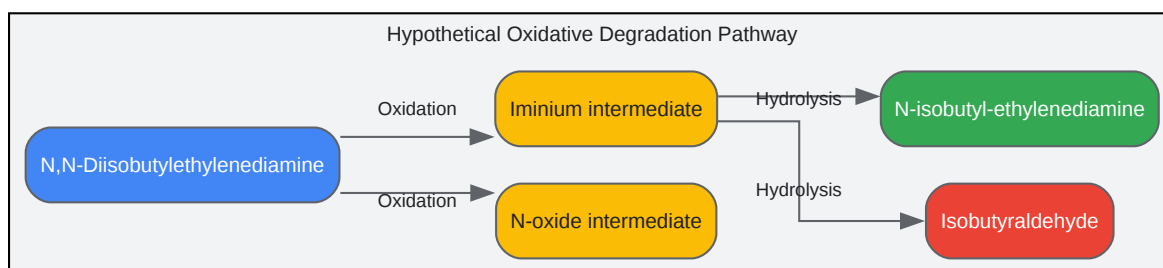 Hypothetical Oxidative Degradation Pathway
N,N-Diisobutylethylenediamine
Oxidation
Oxidation
Iminium intermediate
N-oxide intermediate
Hydrolysis
Hydrolysis
N-isobutyl-ethylenediamine
Isobutyraldehyde